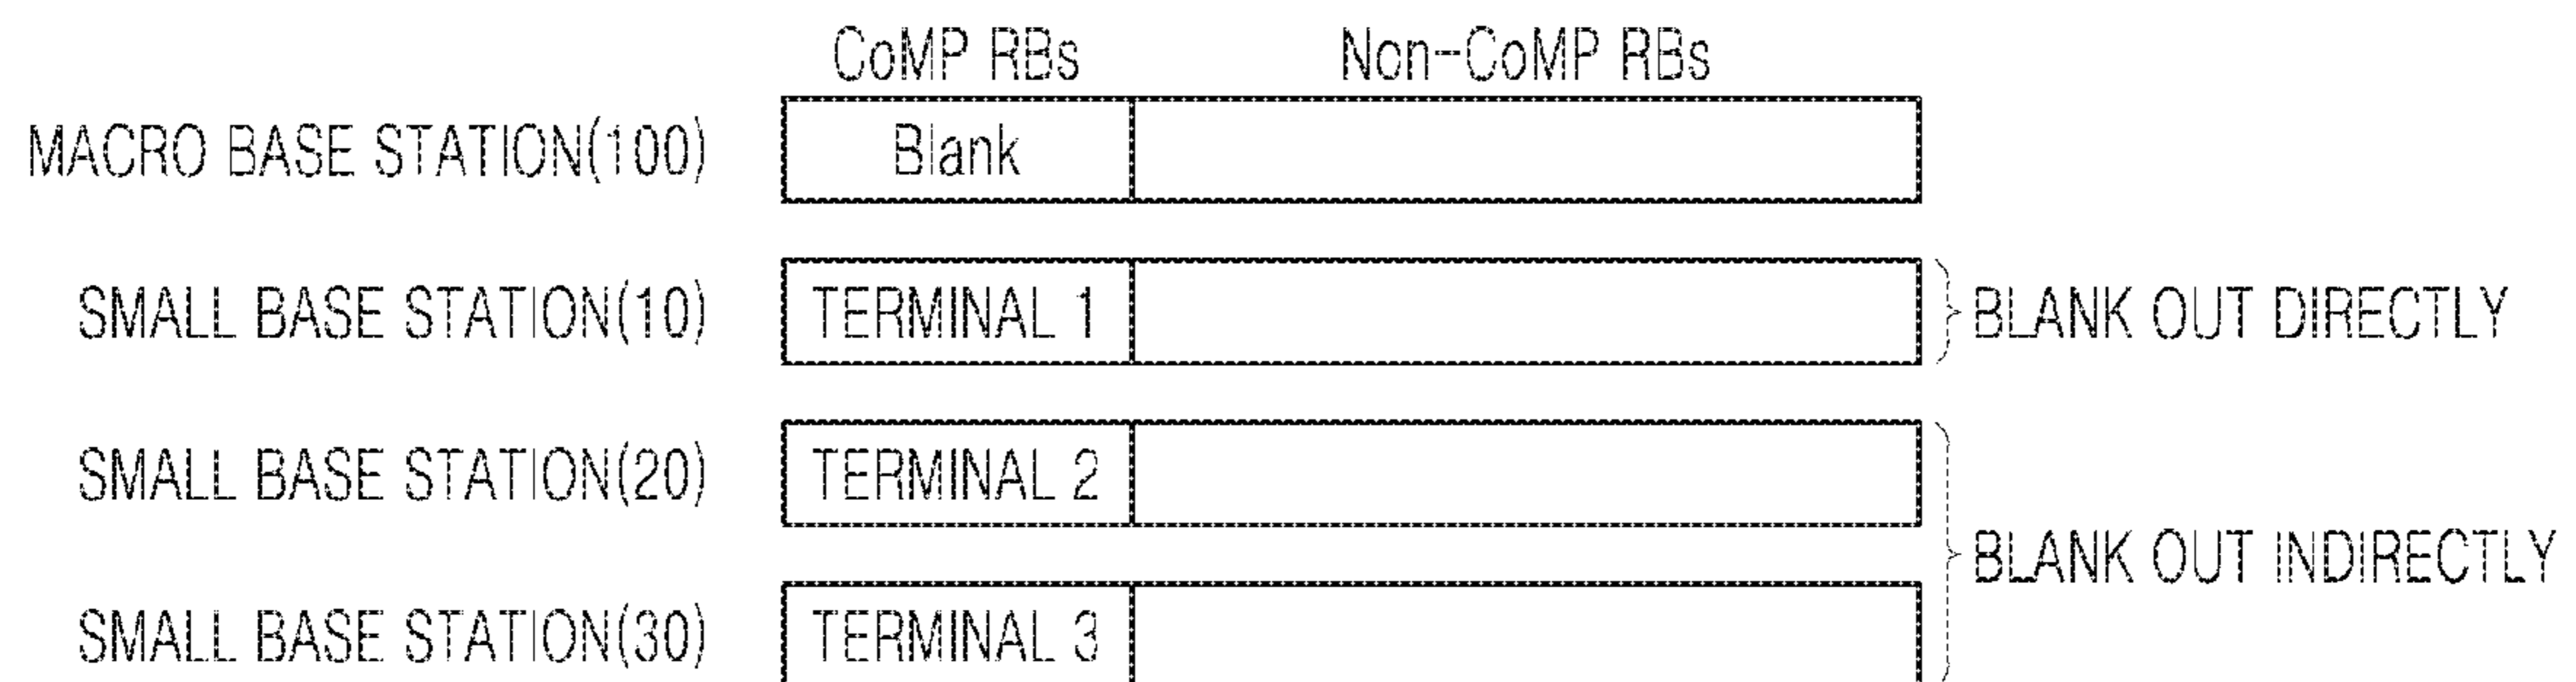 CoMP RBs Non-CoMP RBs
MACRO BASE STATION(100) Blank
SMALL BASE STATION(10) TERMINAL 1 BLANK OUT DIRECTLY
SMALL BASE STATION(20) TERMINAL 2
BLANK OUT INDIRECTLY
SMALL BASE STATION(30) TERMINAL 3